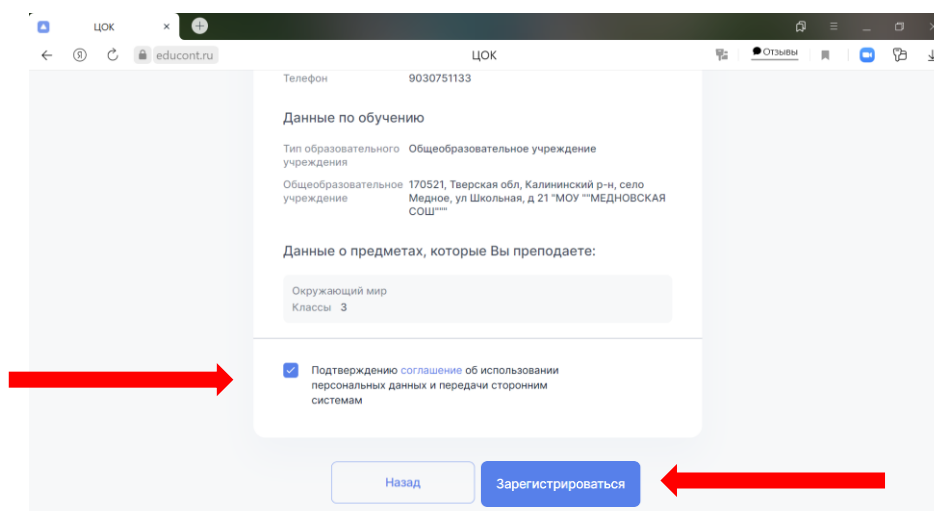 ЦОК
educont.ru
ЦОК
Отзывы
Телефон 9030751133
Данные по обучению
Тип образовательного учреждения Общеобразовательное учреждение
Общеобразовательное учреждение 170521, Тверская обл, Калининский р-н, село
Медное, ул Школьная, д 21 "МОУ ""МЕДНОВСКАЯ
СОШ"""
Данные о предметах, которые Вы преподаете:
Окружающий мир
Классы 3
Подтверждению соглашение об использовании
персональных данных и передачи сторонним
системам
Назад
Зарегистрироваться